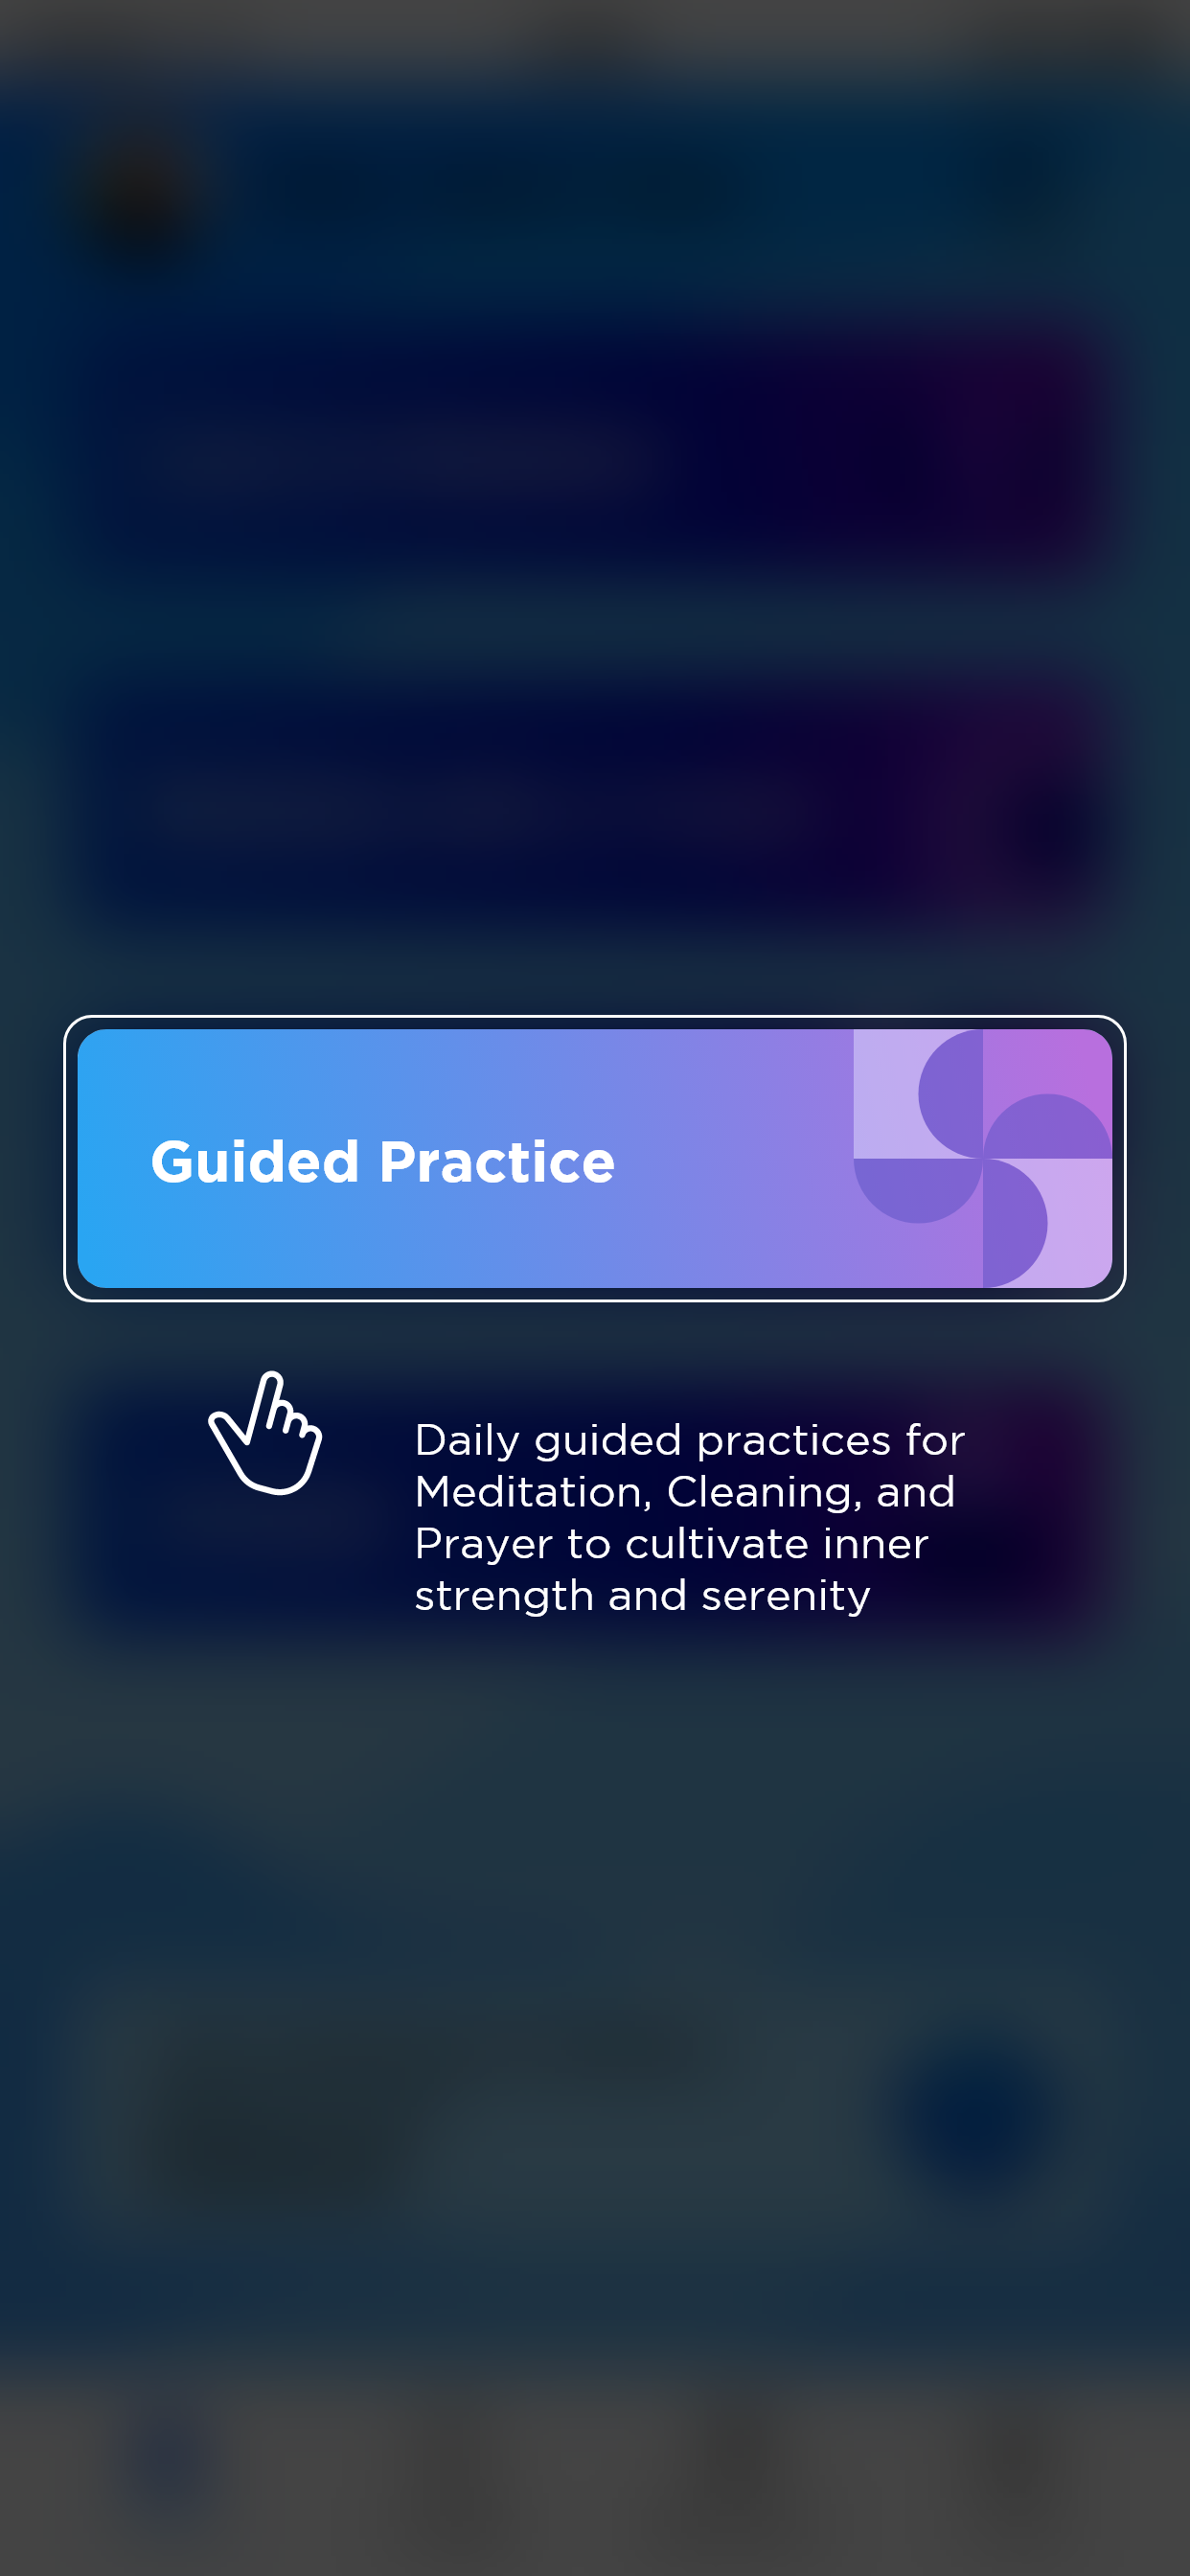 Guided Practice
Daily guided practices for
Meditation, Cleaning, and
Prayer to cultivate inner
strength and serenity